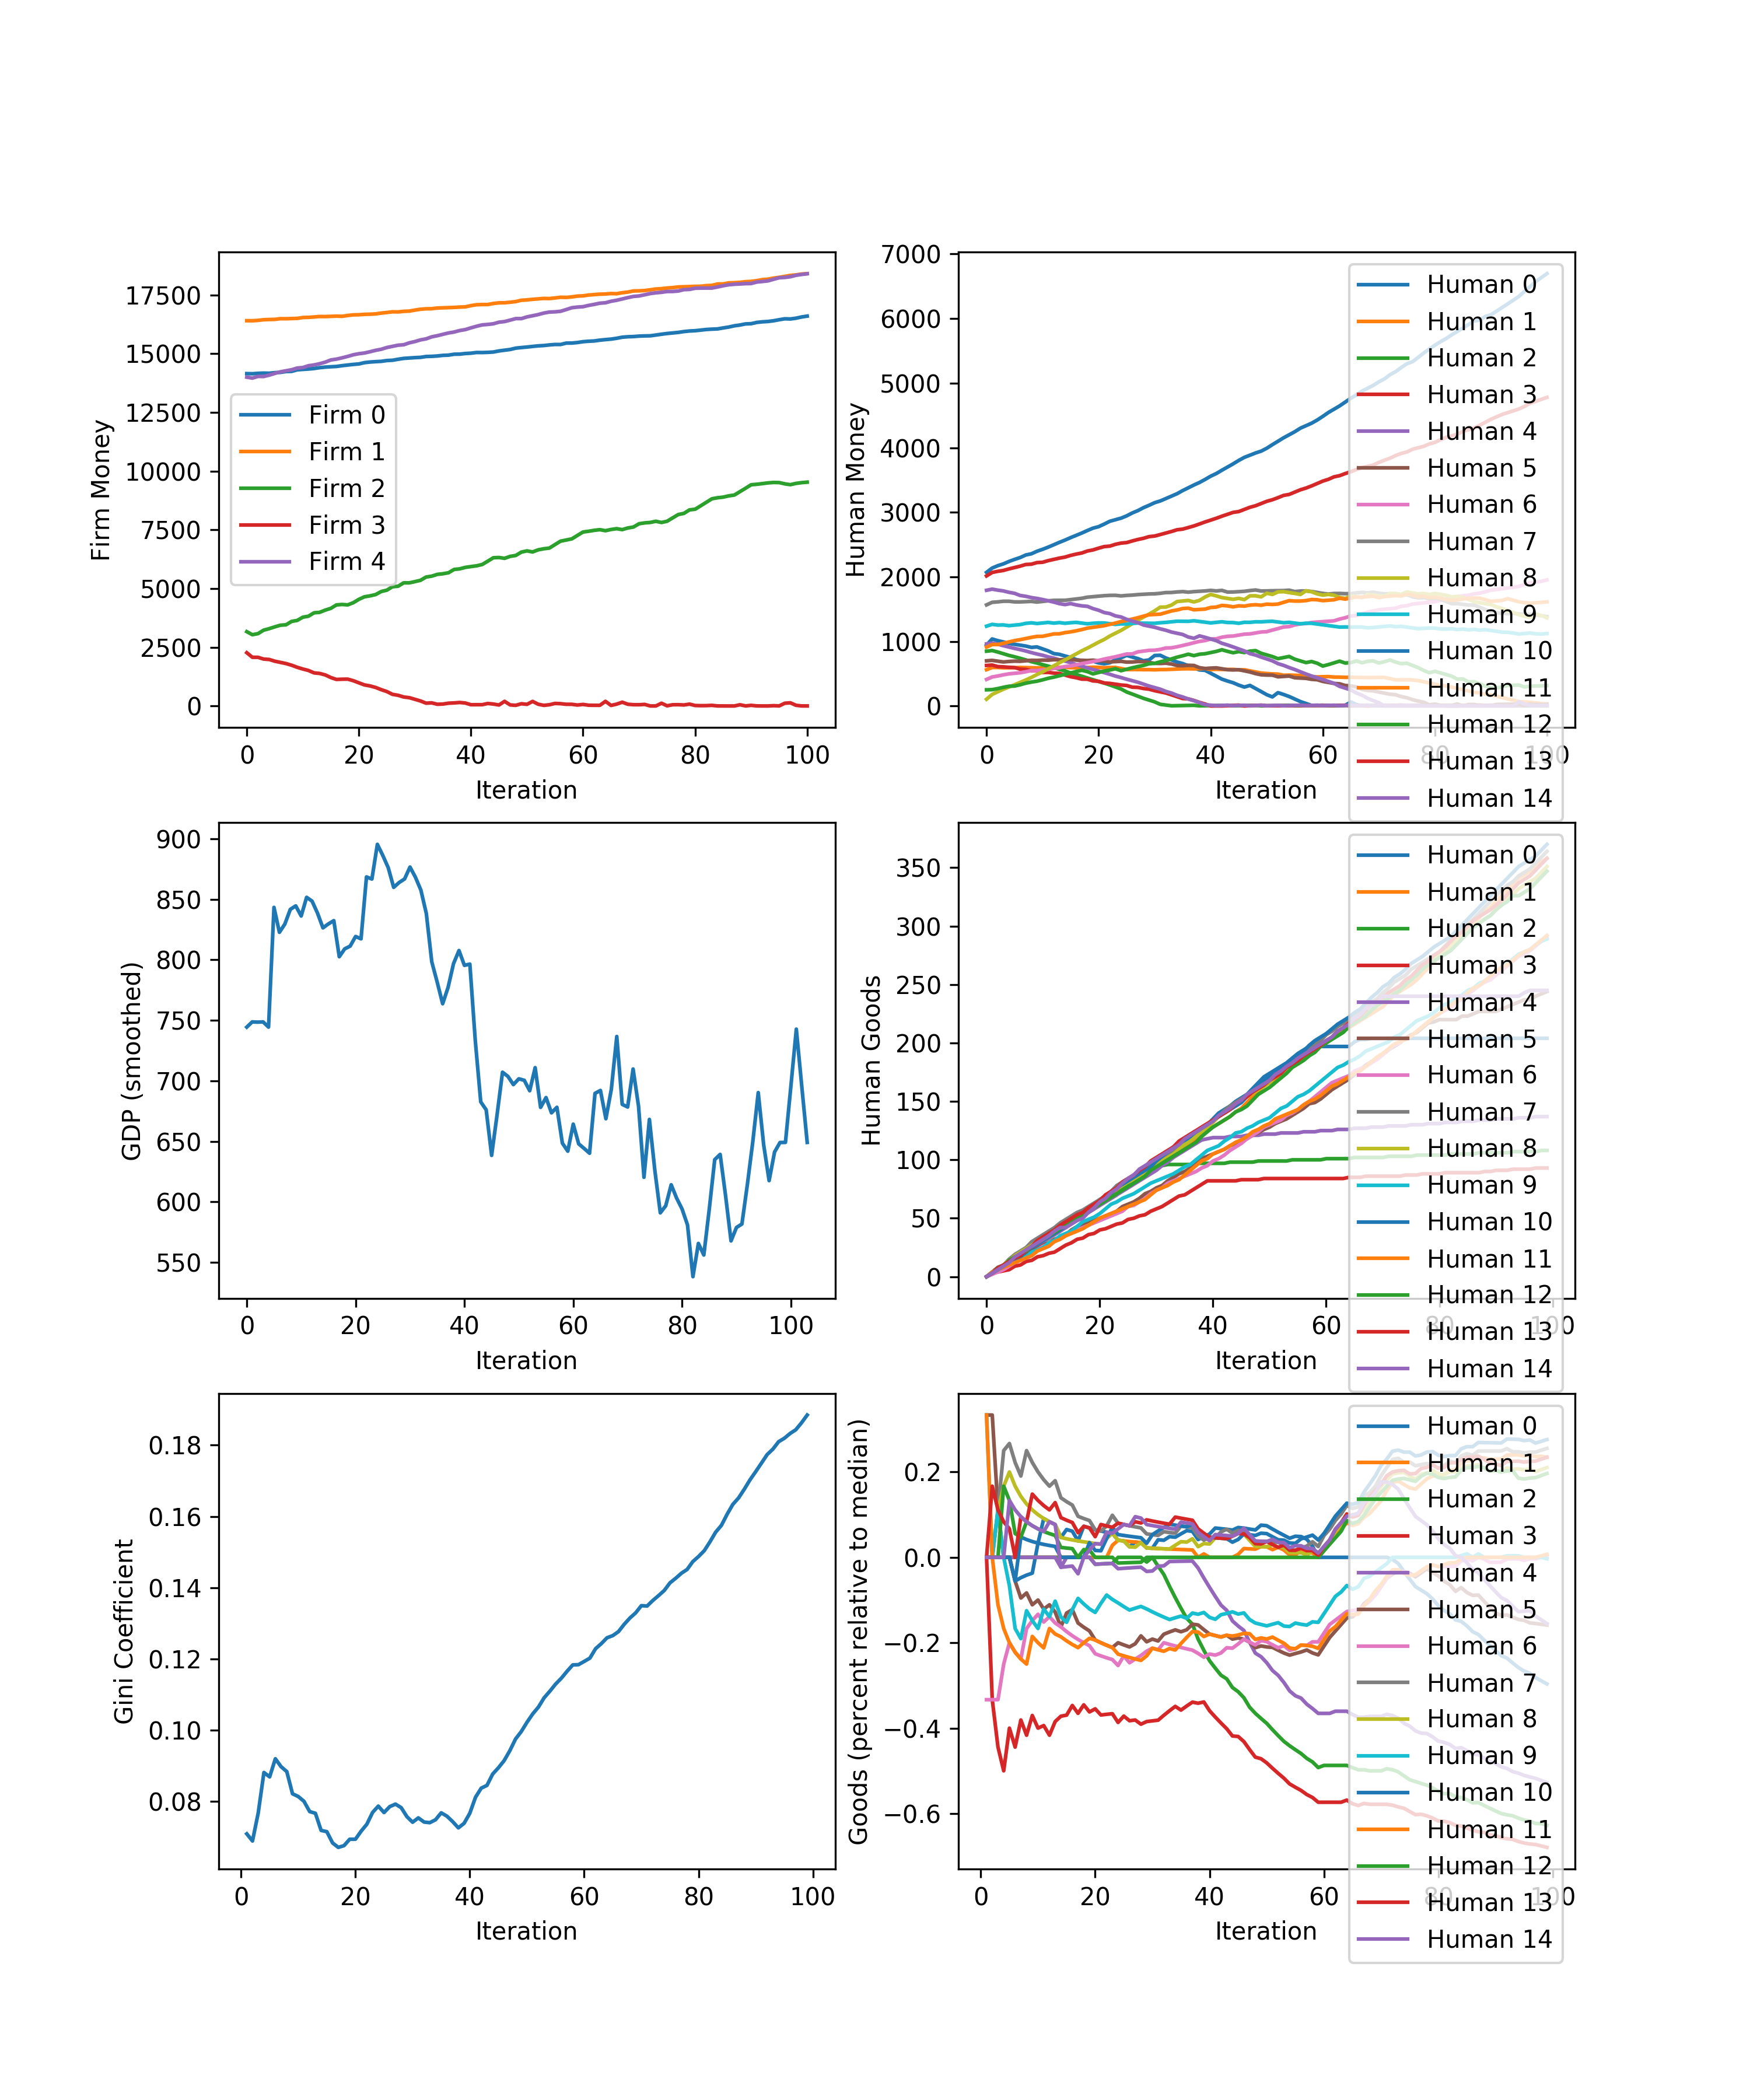 17500
15000
12500
10000
7500
5000
2500
0
Firm Money
Firm 0
Firm 1
Firm 2
Firm 3
Firm 4
0 20 40 60 80 100
Iteration
7000
6000
5000
4000
3000
2000
1000
0
Human Money
Human 0
Human 1
Human 2
Human 3
Human 4
Human 5
Human 6
Human 7
Human 8
Human 9
Human 10
Human 11
Human 12
Human 13
Human 14
0 20 40 60 80 100
Iteration
900
850
800
750
700
650
600
550
GDP (smoothed)
0 20 40 60 80 100
Iteration
350
300
250
200
150
100
50
0
Human Goods
Human 0
Human 1
Human 2
Human 3
Human 4
Human 5
Human 6
Human 7
Human 8
Human 9
Human 10
Human 11
Human 12
Human 13
Human 14
0 20 40 60 80 100
Iteration
0.18
0.16
0.14
0.12
0.10
0.08
Gini Coefficient
0 20 40 60 80 100
Iteration
0.2
0.0
−0.2
−0.4
−0.6
Goods (percent relative to median)
Human 0
Human 1
Human 2
Human 3
Human 4
Human 5
Human 6
Human 7
Human 8
Human 9
Human 10
Human 11
Human 12
Human 13
Human 14
0 20 40 60 80 100
Iteration